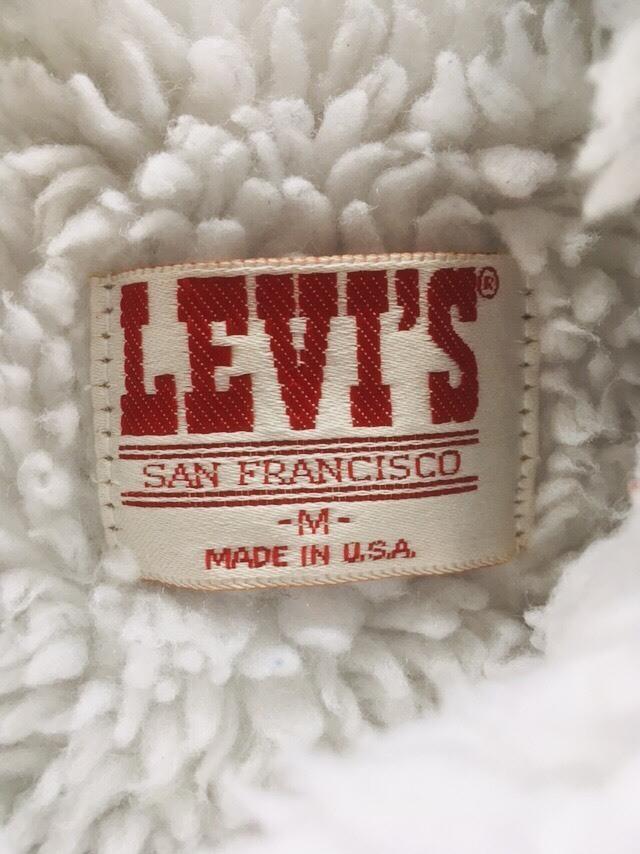 LEVI'S®
SAN FRANCISCO
-M-
MADE IN U.S.A.